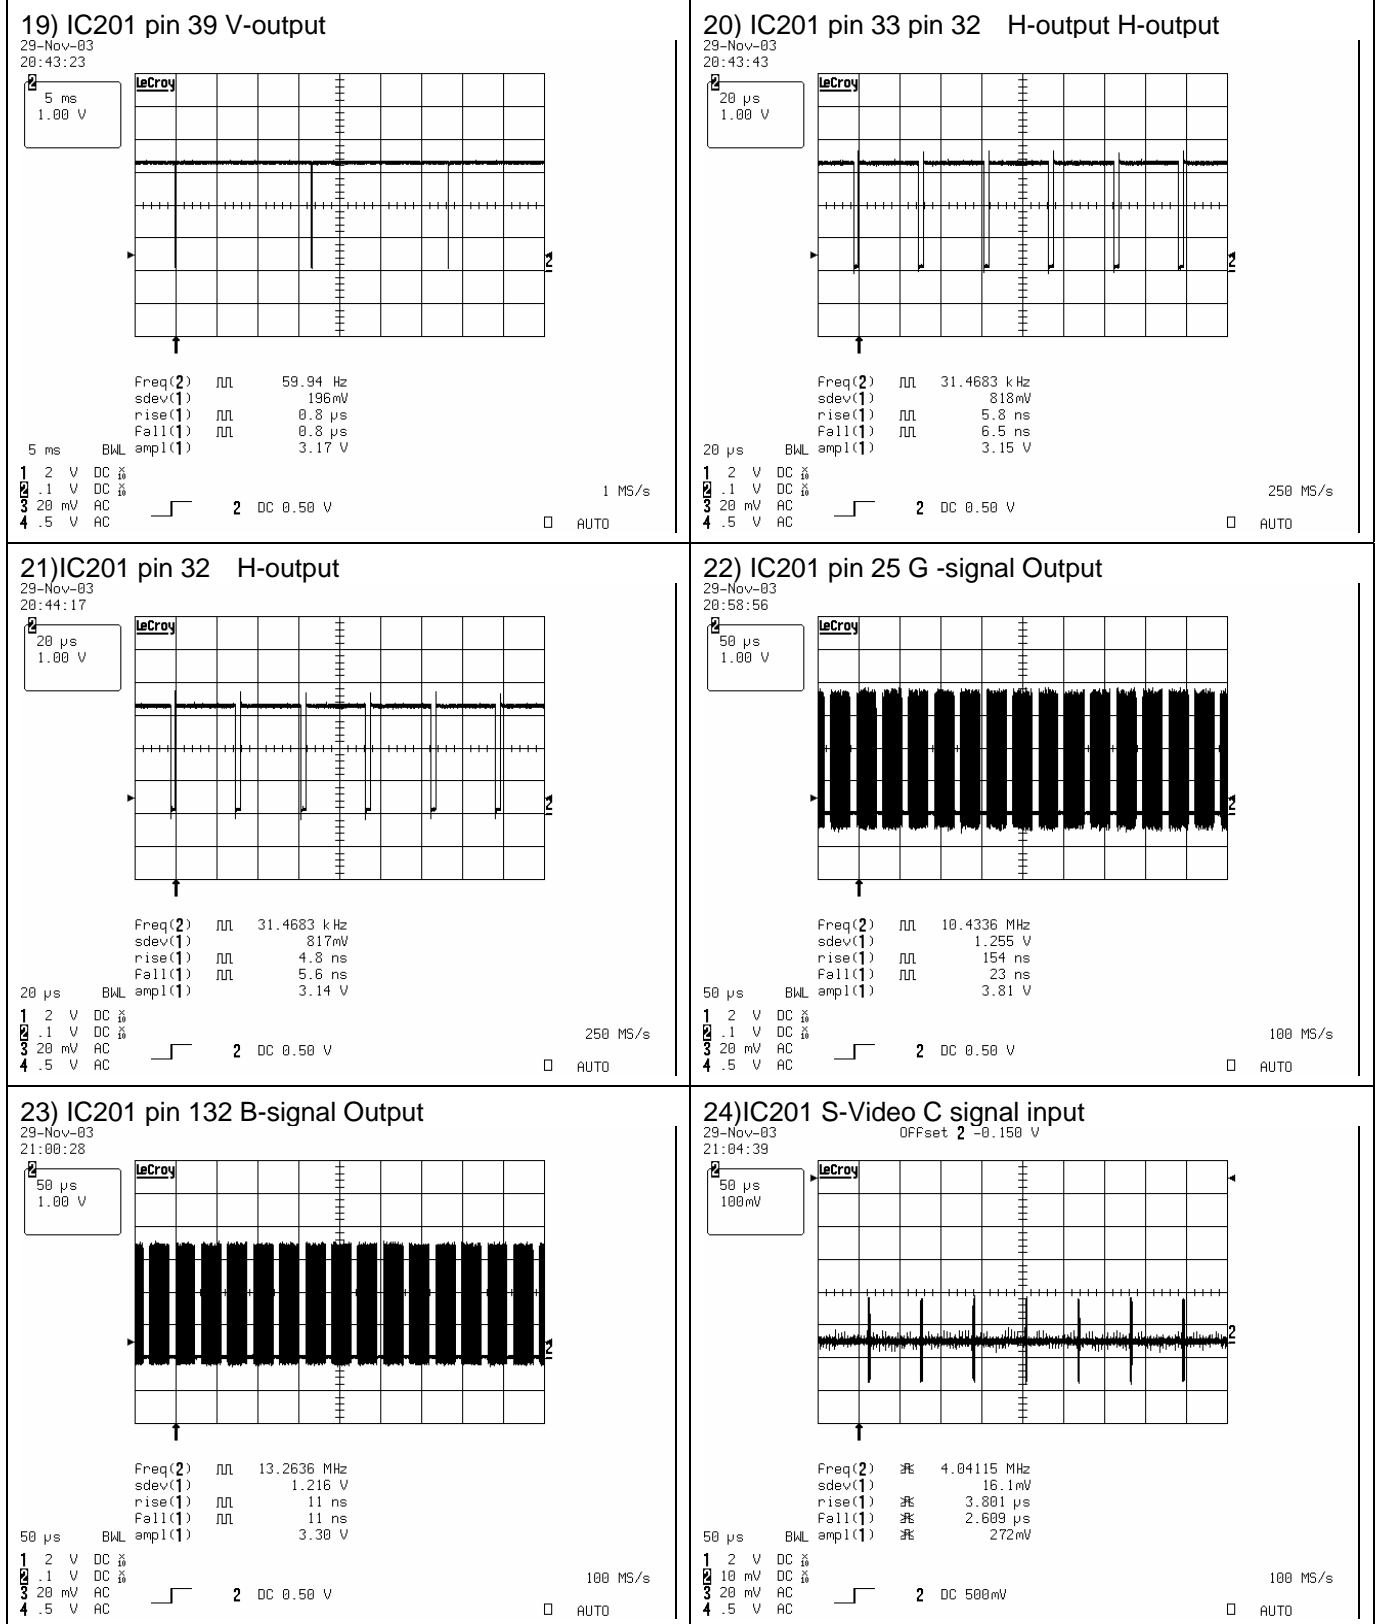 19) IC201 pin 39 V-output
29-Nov-03
20:43:23
2
5 ms
1.00 V
LeCroy
2
freq(2) 59.94 Hz
sdev(1) 196mV
rise(1) 0.8 µs
fall(1) 0.8 µs
5 ms BWL ampl(1) 3.17 V
1 2 V DC x10
2 .1 V DC x10
3 20 mV AC
4 .5 V AC
2 DC 0.50 V
1 MS/s
AUTO
20) IC201 pin 33 pin 32 H-output H-output
29-Nov-03
20:43:43
2
20 µs
1.00 V
LeCroy
2
freq(2) 31.4683 kHz
sdev(1) 818mV
rise(1) 5.8 ns
fall(1) 6.5 ns
20 µs BWL ampl(1) 3.15 V
1 2 V DC x10
2 .1 V DC x10
3 20 mV AC
4 .5 V AC
2 DC 0.50 V
250 MS/s
AUTO
21)IC201 pin 32 H-output
29-Nov-03
20:44:17
2
20 µs
1.00 V
LeCroy
2
freq(2) 31.4683 kHz
sdev(1) 817mV
rise(1) 4.8 ns
fall(1) 5.6 ns
20 µs BWL ampl(1) 3.14 V
1 2 V DC x10
2 .1 V DC x10
3 20 mV AC
4 .5 V AC
2 DC 0.50 V
250 MS/s
AUTO
22) IC201 pin 25 G -signal Output
29-Nov-03
20:58:56
2
50 µs
1.00 V
LeCroy
2
freq(2) 10.4336 MHz
sdev(1) 1.255 V
rise(1) 154 ns
fall(1) 23 ns
50 µs BWL ampl(1) 3.81 V
1 2 V DC x10
2 .1 V DC x10
3 20 mV AC
4 .5 V AC
2 DC 0.50 V
100 MS/s
AUTO
23) IC201 pin 132 B-signal Output
29-Nov-03
21:00:28
2
50 µs
1.00 V
LeCroy
2
freq(2) 13.2636 MHz
sdev(1) 1.216 V
rise(1) 11 ns
fall(1) 11 ns
50 µs BWL ampl(1) 3.30 V
1 2 V DC x10
2 .1 V DC x10
3 20 mV AC
4 .5 V AC
2 DC 0.50 V
100 MS/s
AUTO
24)IC201 S-Video C signal input
29-Nov-03
Offset 2 -0.150 V
21:04:39
2
50 µs
100mV
LeCroy
2
freq(2) 4.04115 MHz
sdev(1) 16.1mV
rise(1) 3.801 µs
fall(1) 2.609 µs
50 µs BWL ampl(1) 272mV
1 2 V DC x10
2 10 mV DC x10
3 20 mV AC
4 .5 V AC
2 DC 500mV
100 MS/s
AUTO